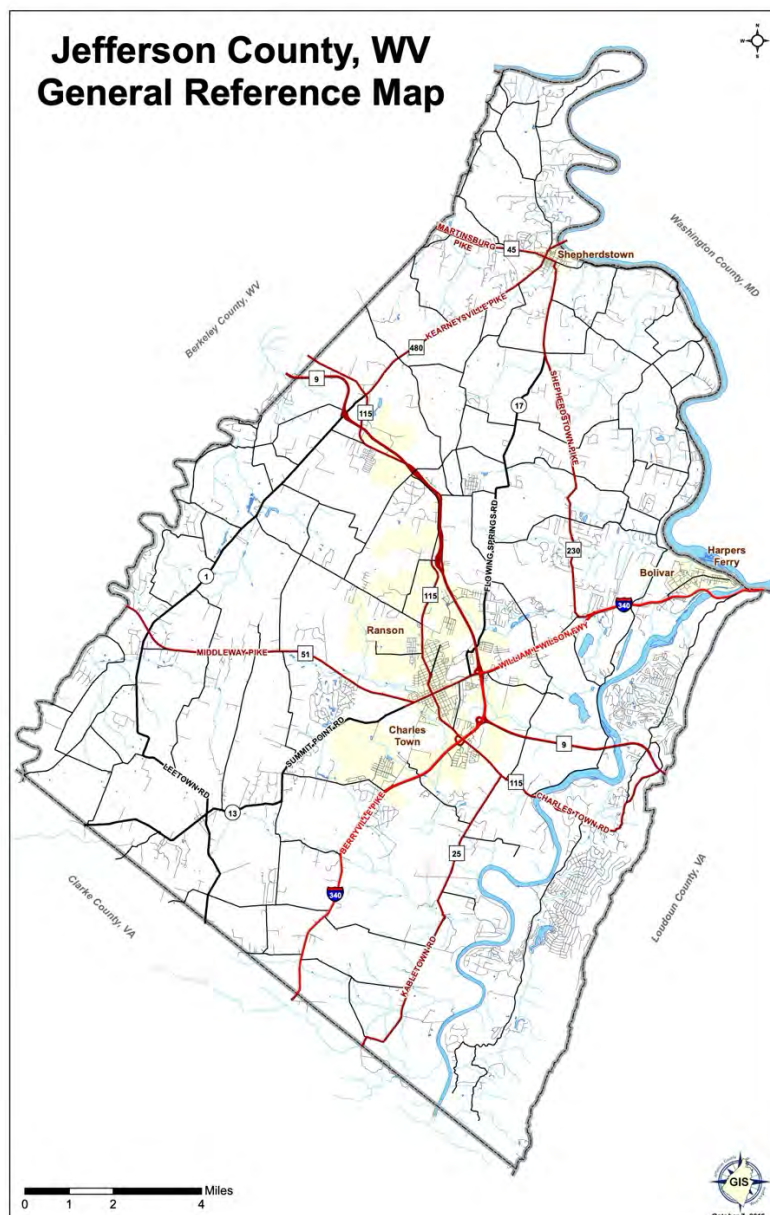 Jefferson County, WV
General Reference Map
N
W
E
S
Washington County, MD
Berkeley County, WV
MARTINSBURG
PIKE
45
Shepherdstown
KEARNEYSVILLE PIKE
480
9
115
17
SHEPHERDSTOWN PIKE
FLOWING SPRINGS RD
230
Harpers
Ferry
Bolivar
340
1
115
Ranson
WILLIAM L WILSON FWY
MIDDLEWAY PIKE
51
SUMMIT POINT RD
Charles
Town
9
LEETOWN RD
115
CHARLES TOWN RD
13
BERRYVILLE PIKE
25
340
Clarke County, VA
Loudoun County, VA
KABLETOWN RD
Miles
0 1 2 4
GIS